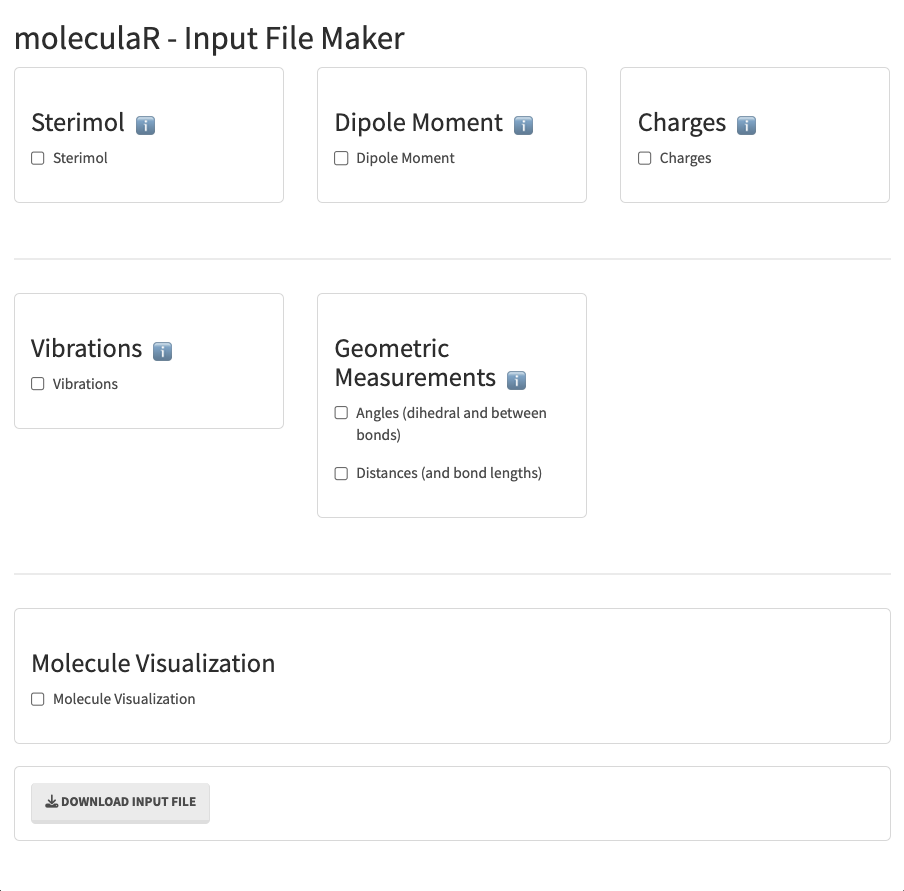 moleculaR - Input File Maker
Sterimol ℹ️
Sterimol
Dipole Moment ℹ️
Dipole Moment
Charges ℹ️
Charges
Vibrations ℹ️
Vibrations
Geometric
Measurements ℹ️
Angles (dihedral and between
bonds)
Distances (and bond lengths)
Molecule Visualization
Molecule Visualization
DOWNLOAD INPUT FILE